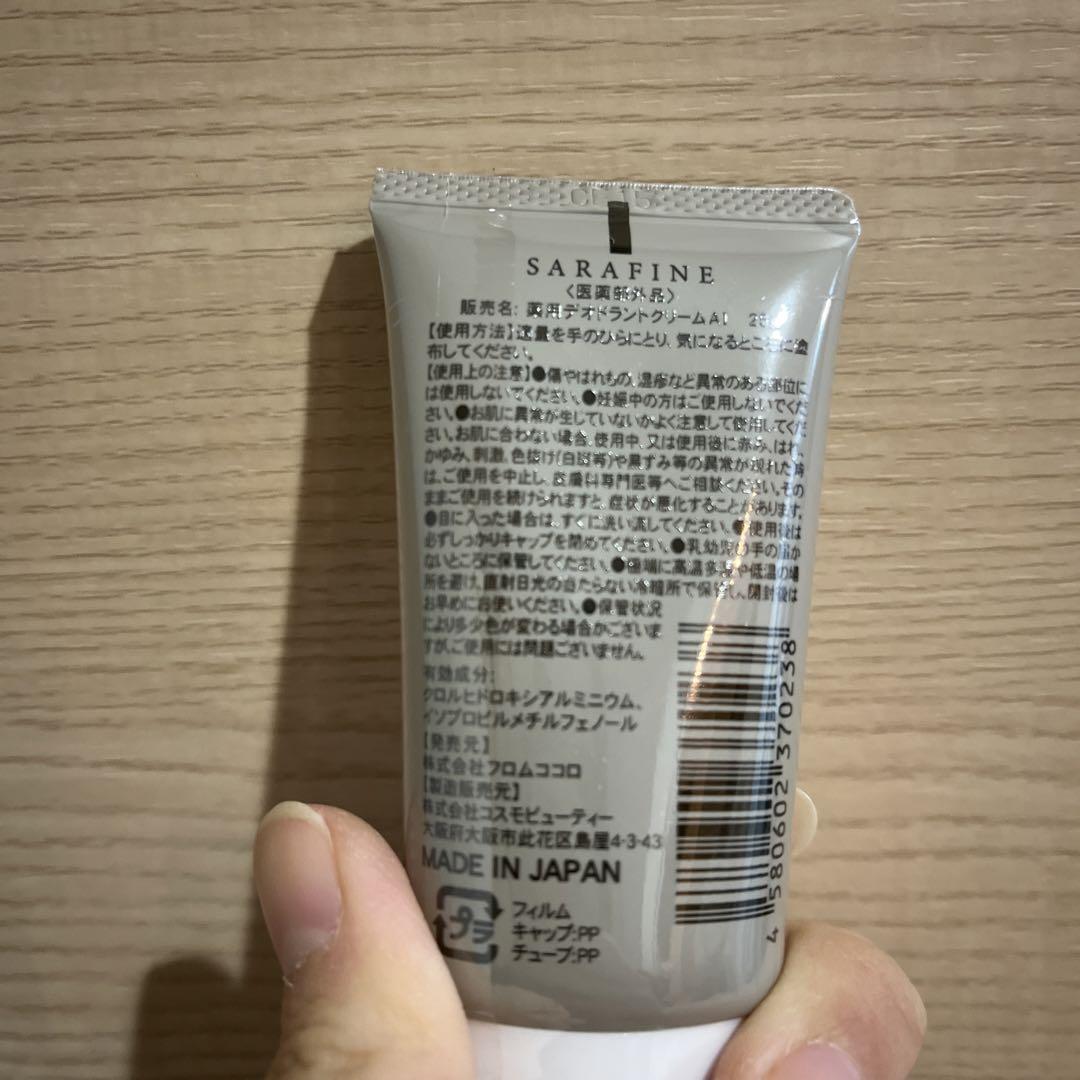 SARAFINE
〈医薬部外品〉
販売名: 薬用デオドラントクリームAI
【使用方法】適量を手のひらにとり、気になるところに塗
布してください。
【使用上の注意】●傷やはれもの、湿疹など異常のある部位に
は使用しないでください。●妊娠中の方はご使用しないでくだ
さい。●お肌に異常が生じていないかよく注意して使用してくだ
さい。お肌に合わない場合、使用中、又は使用後に赤み、はれ、
かゆみ、刺激、色抜け(白斑等)や黒ずみ等の異常が現れた時
は、ご使用を中止し、皮膚科専門医等へご相談ください。その
ままご使用を続けられますと、症状が悪化することがあります。
●目に入った場合は、すぐに洗い流してください。●使用後は
必ずしっかりキャップを閉めてください。●乳幼児の手の届か
ないところに保管してください。●極端に高温多湿や低温の場
所を避け、直射日光の当たらない冷暗所で保管し、開封後は
お早めにお使いください。●保管状況
により多少色が変わる場合がございま
すが、ご使用には問題ございません。
有効成分:
クロルヒドロキシアルミニウム、
イソプロピルメチルフェノール
【発売元】
株式会社フロムココロ
【製造販売元】
株式会社コスモビューティー
大阪府大阪市此花区島屋4-3-43
MADE IN JAPAN
プラ
フィルム
キャップ:PP
チューブ:PP
4 580602 370238